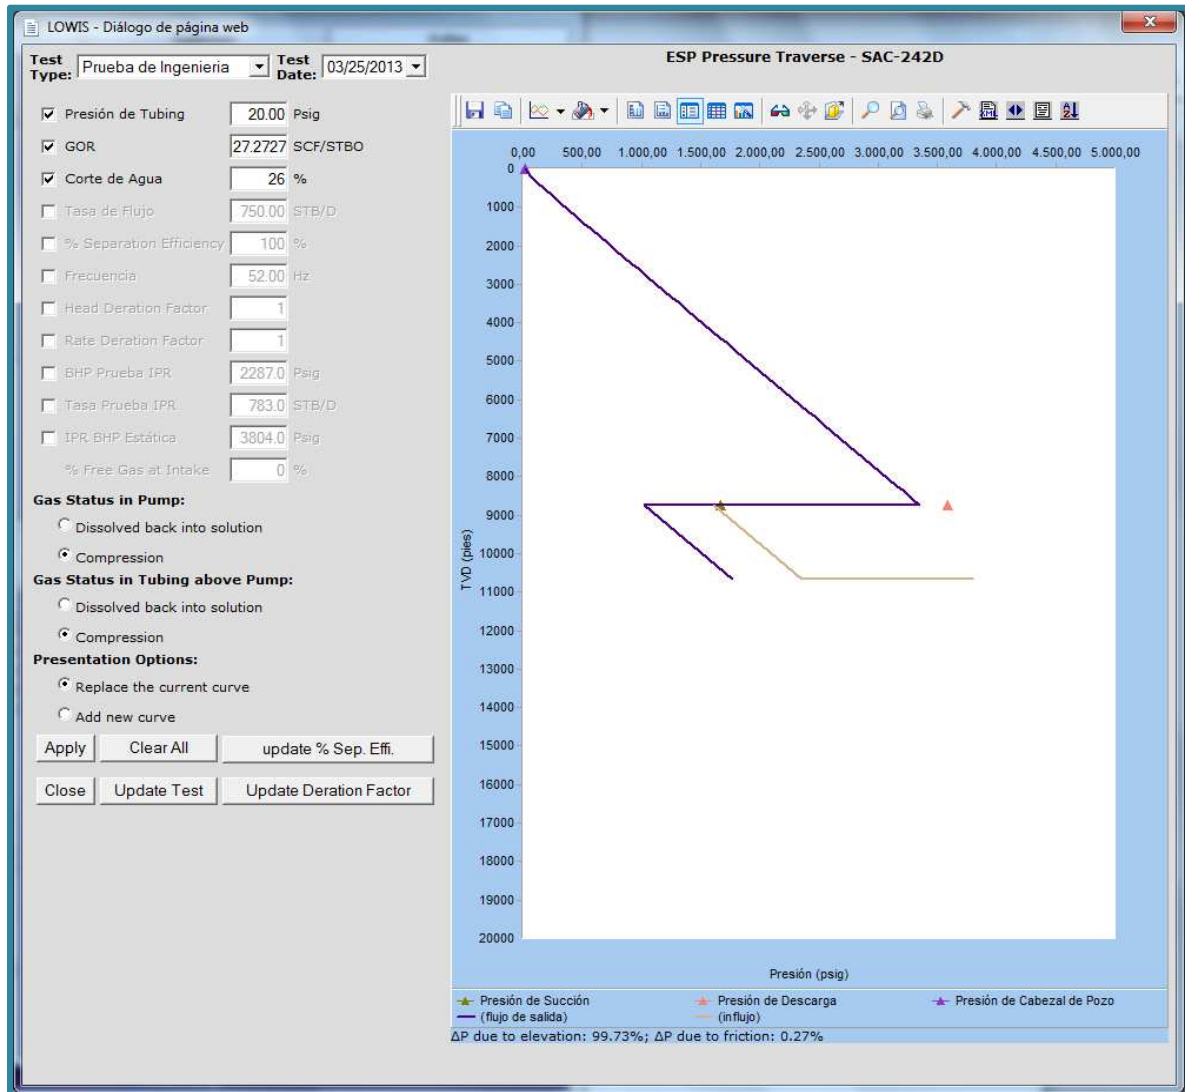 LOWIS - Diálogo de página web
Test Type: Prueba de Ingenieria Test Date: 03/25/2013
Presión de Tubing 20.00 Psig
GOR 27.2727 SCF/STBO
Corte de Agua 26 %
Tasa de Flujo 750.00 STB/D
% Separation Efficiency 100 %
Frecuencia 52.00 Hz
Head Deration Factor 1
Rate Deration Factor 1
BHP Prueba IPR 2287.0 Psig
Tasa Prueba IPR 783.0 STB/D
IPR BHP Estática 3804.0 Psig
% Free Gas at Intake 0 %
Gas Status in Pump:
Dissolved back into solution
Compression
Gas Status in Tubing above Pump:
Dissolved back into solution
Compression
Presentation Options:
Replace the current curve
Add new curve
Apply Clear All update % Sep. Effi.
Close Update Test Update Deration Factor
ESP Pressure Traverse - SAC-242D
0,00 500,00 1.000,00 1.500,00 2.000,00 2.500,00 3.000,00 3.500,00 4.000,00 4.500,00 5.000,00
0
1000
2000
3000
4000
5000
6000
7000
8000
9000
10000
11000
12000
13000
14000
15000
16000
17000
18000
19000
20000
TVD (pies)
Presión (psig)
Presión de Succión Presión de Descarga Presión de Cabezal de Pozo
(flujo de salida) (influjo)
ΔP due to elevation: 99.73%; ΔP due to friction: 0.27%